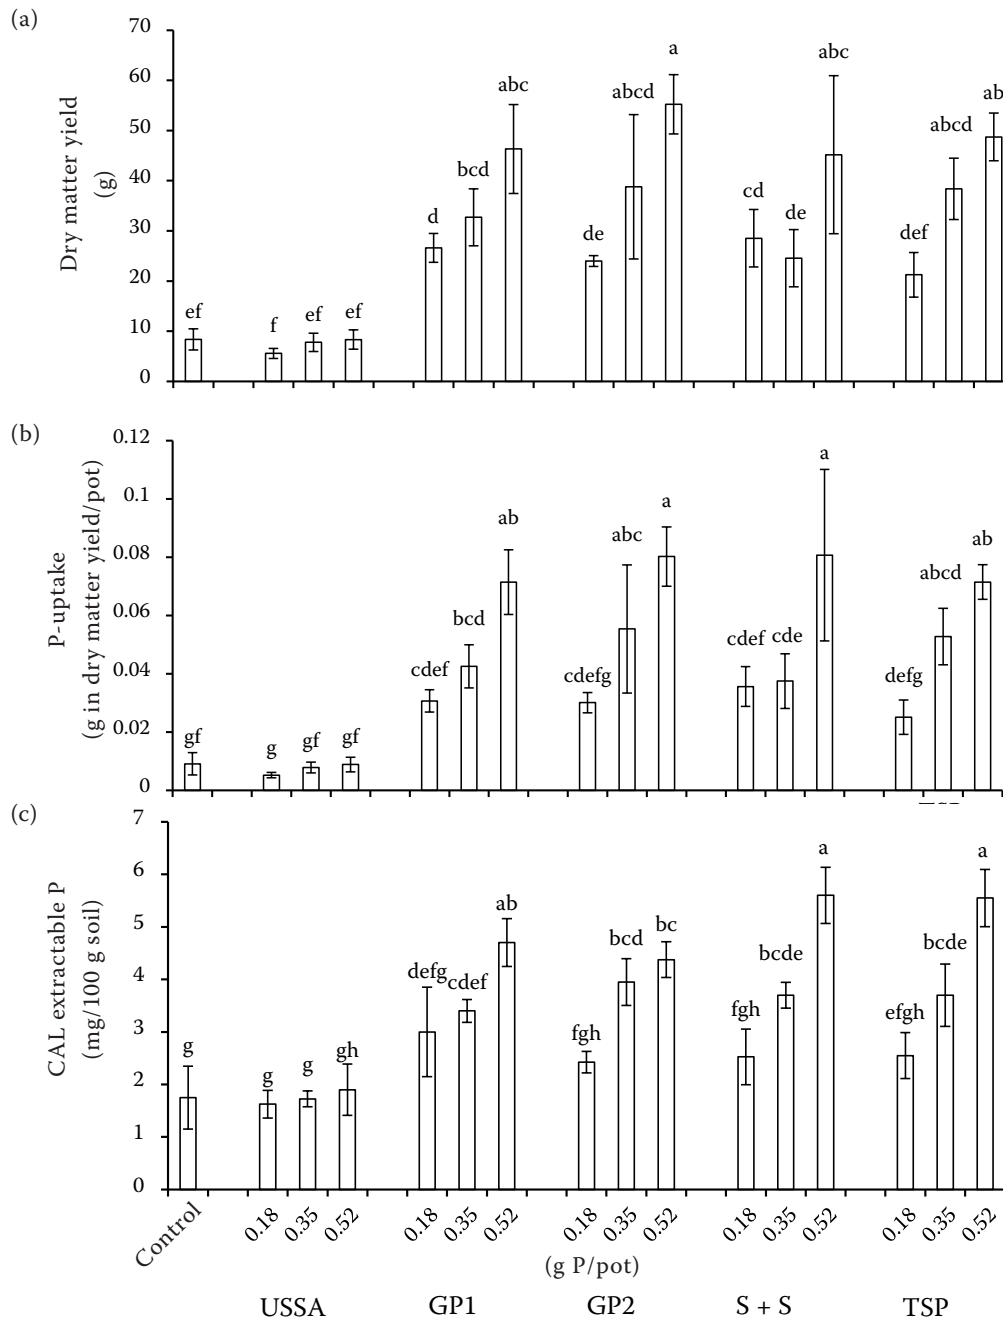 (a)
Dry matter yield
(g)
70
60
50
40
30
20
10
0
ef
f
ef
ef
d
bcd
abc
de
abcd
a
cd
de
abc
def
abcd
ab
(b)
P-uptake
(g in dry matter yield/pot)
0.12
0.1
0.08
0.06
0.04
0.02
0
gf
g
gf
gf
cdef
bcd
ab
cdefg
abc
a
cdef
cde
a
defg
abcd
ab
(c)
CAL extractable P
(mg/100 g soil)
7
6
5
4
3
2
1
0
g
g
g
gh
defg
cdef
ab
fgh
bcd
bc
fgh
bcde
a
efgh
bcde
a
Control
0.18
0.35
0.52
0.18
0.35
0.52
0.18
0.35
0.52
0.18
0.35
0.52
0.18
0.35
0.52
(g P/pot)
USSA
GP1
GP2
S + S
TSP